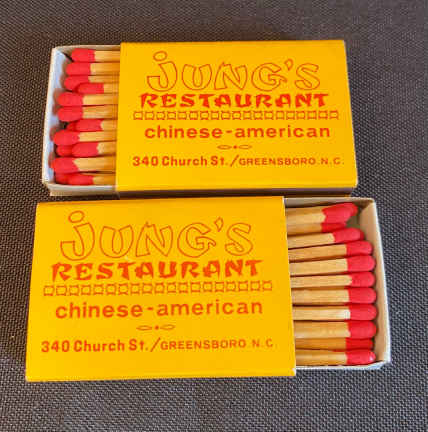 jUNG'S
RESTAURANT
chinese-american
340 Church St./GREENSBORO N.C.
jUNG'S
RESTAURANT
chinese-american
340 Church St./GREENSBORO N.C.